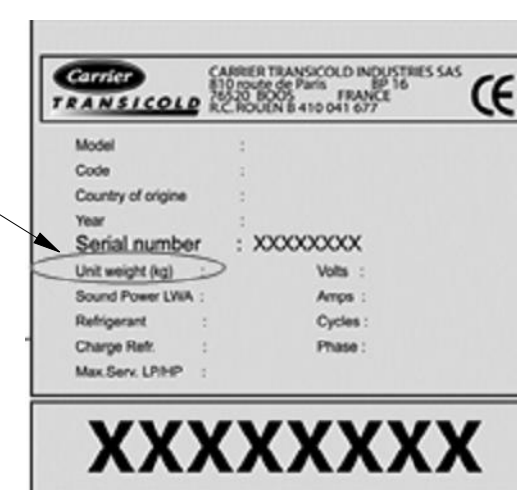 Carrier
TRANSICOLD
CARRIER TRANSICOLD INDUSTRIES SAS
810 route de Paris BP 16
76520 BOOS FRANCE
R.C. ROUEN B 410 041 677
CE
Model :
Code :
Country of origine :
Year :
Serial number : XXXXXXXX
Unit weight (kg) : Volts :
Sound Power LWA : Amps :
Refrigerant : Cycles :
Charge Refr. : Phase :
Max.Serv. LP/HP :
XXXXXXXX